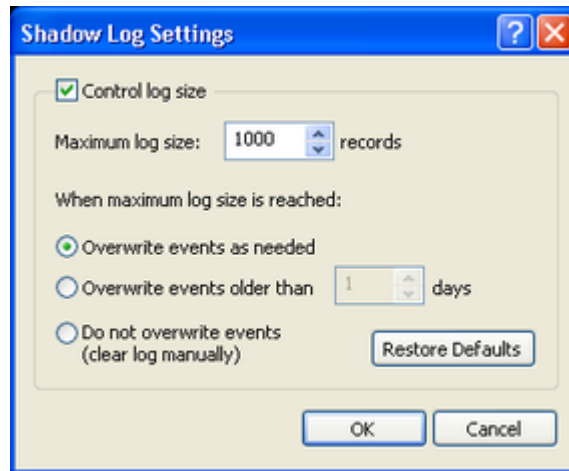 Shadow Log Settings
Control log size
Maximum log size: 1000 records
When maximum log size is reached:
Overwrite events as needed
Overwrite events older than 1 days
Do not overwrite events
(clear log manually)
Restore Defaults
OK Cancel